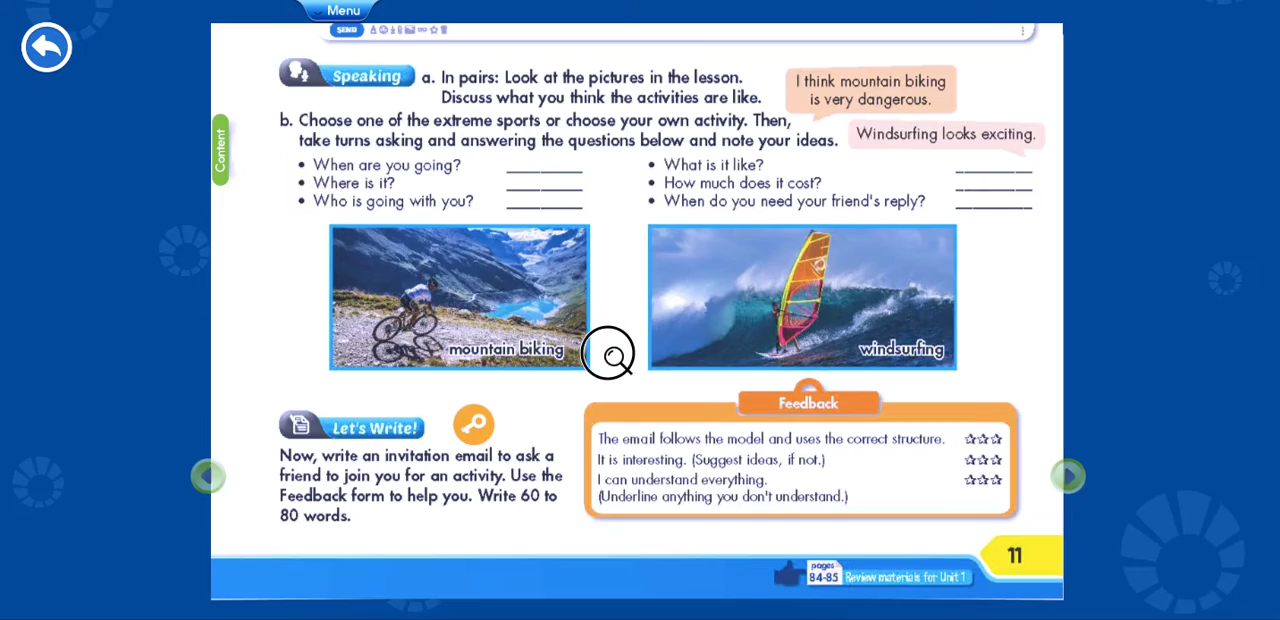 Menu
SEND
Content
Speaking
a. In pairs: Look at the pictures in the lesson.
Discuss what you think the activities are like.
I think mountain biking
is very dangerous.
b. Choose one of the extreme sports or choose your own activity. Then,
take turns asking and answering the questions below and note your ideas.
Windsurfing looks exciting.
• When are you going? __________
• Where is it? __________
• Who is going with you? __________
• What is it like? __________
• How much does it cost? __________
• When do you need your friend's reply? __________
mountain biking
windsurfing
Let's Write!
Now, write an invitation email to ask a
friend to join you for an activity. Use the
Feedback form to help you. Write 60 to
80 words.
Feedback
The email follows the model and uses the correct structure. ☆☆☆
It is interesting. (Suggest ideas, if not.) ☆☆☆
I can understand everything. ☆☆☆
(Underline anything you don't understand.)
11
pages
84-85
Review materials for Unit 1